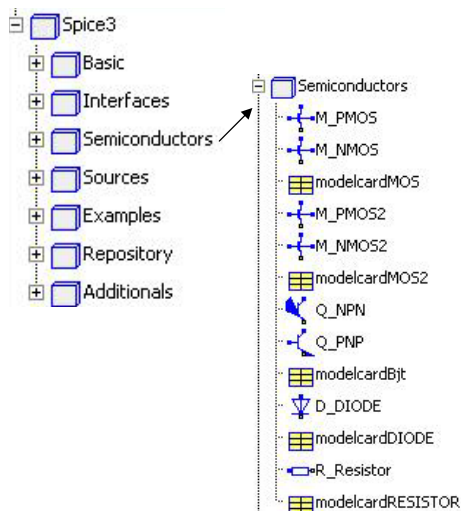 Spice3
Basic
Interfaces
Semiconductors
Sources
Examples
Repository
Additionals
Semiconductors
M_PMOS
M_NMOS
modelcardMOS
M_PMOS2
M_NMOS2
modelcardMOS2
Q_NPN
Q_PNP
modelcardBjt
D_DIODE
modelcardDIODE
R_Resistor
modelcardRESISTOR